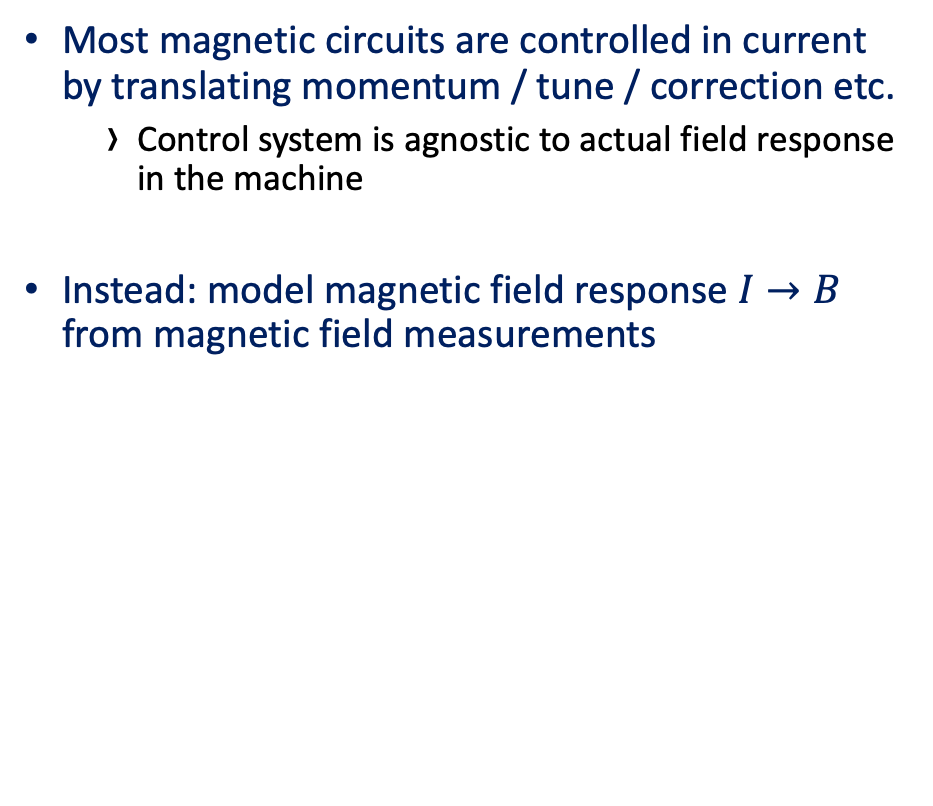 • Most magnetic circuits are controlled in current
by translating momentum / tune / correction etc.
› Control system is agnostic to actual field response
in the machine
• Instead: model magnetic field response I → B
from magnetic field measurements